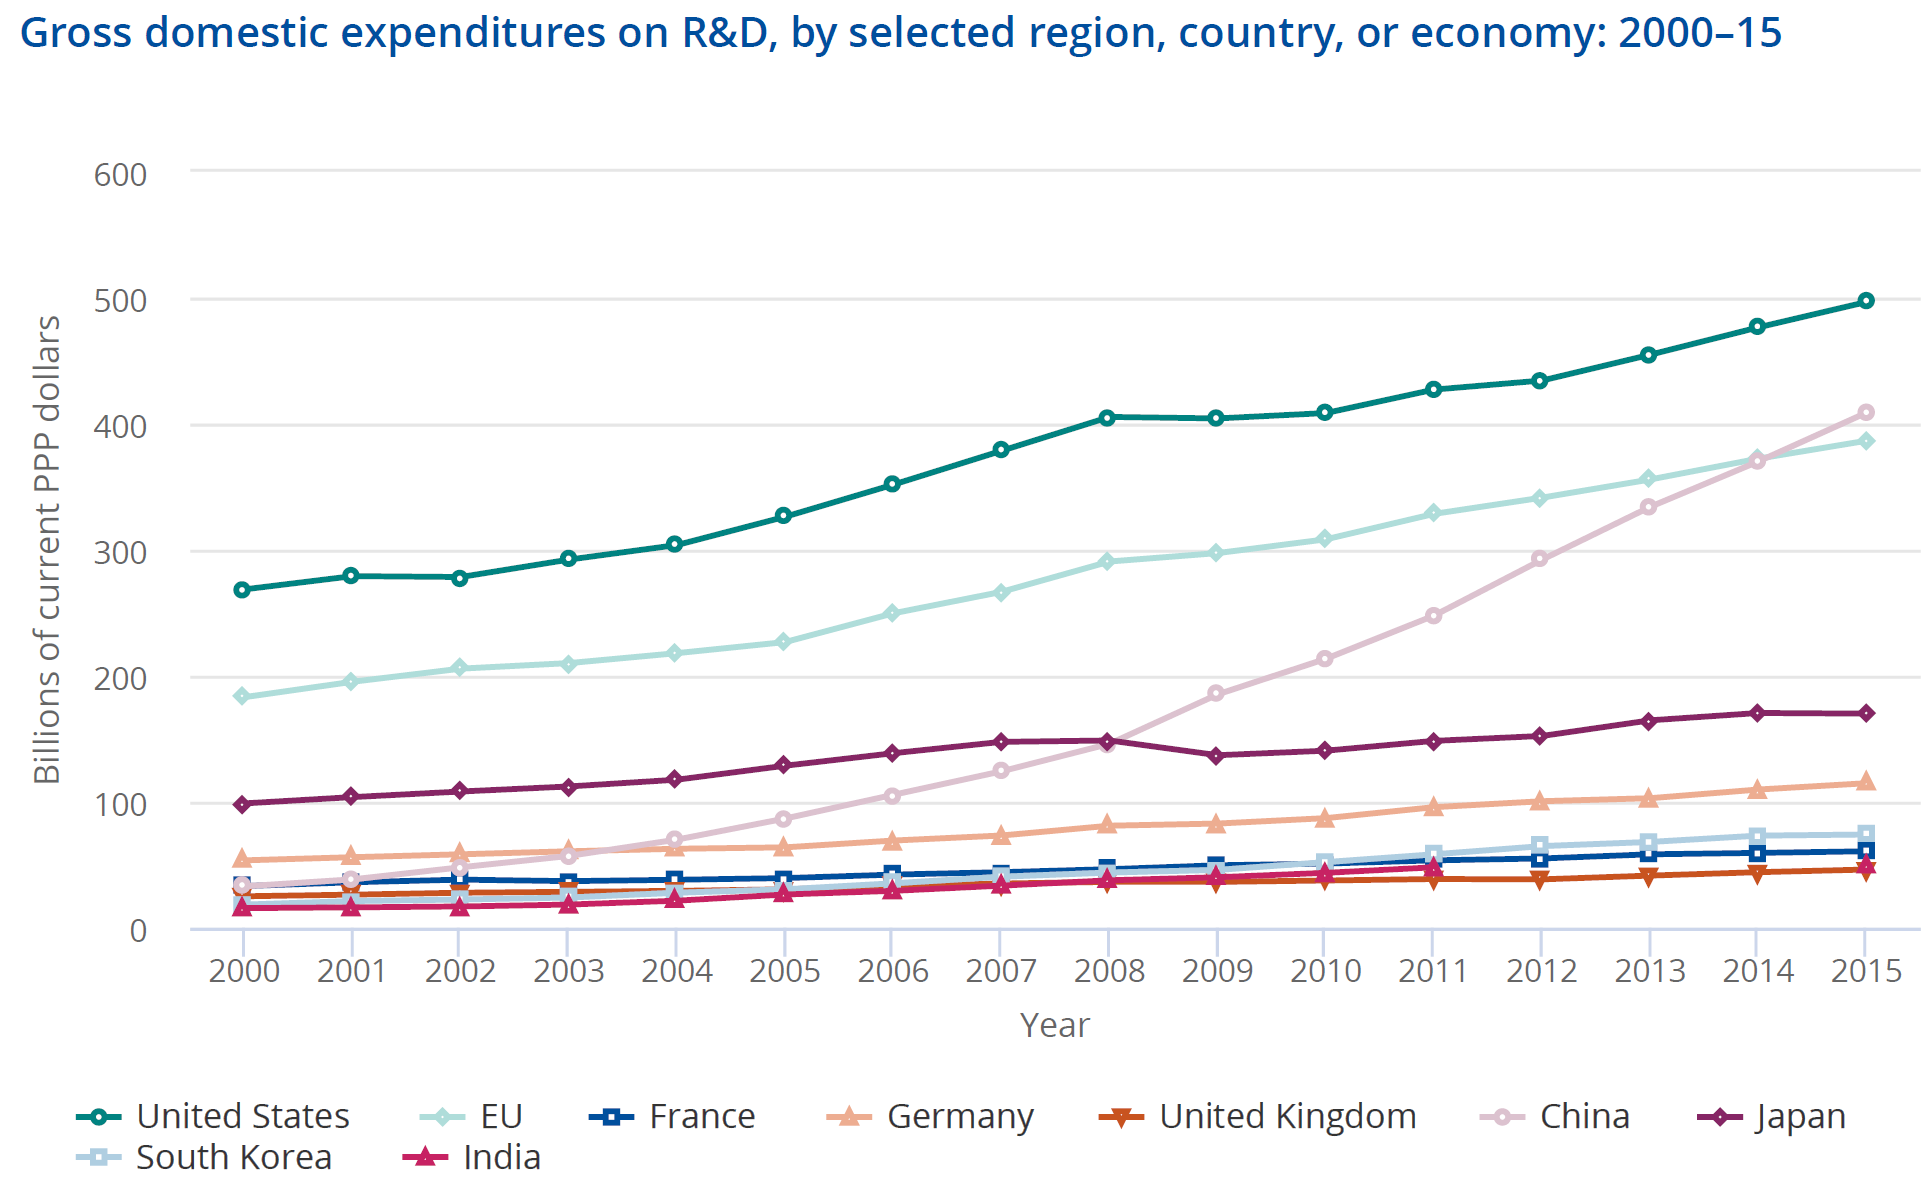 Gross domestic expenditures on R&D, by selected region, country, or economy: 2000–15
600
500
400
300
200
100
0
Billions of current PPP dollars
2000 2001 2002 2003 2004 2005 2006 2007 2008 2009 2010 2011 2012 2013 2014 2015
Year
United States EU France Germany United Kingdom China Japan
South Korea India